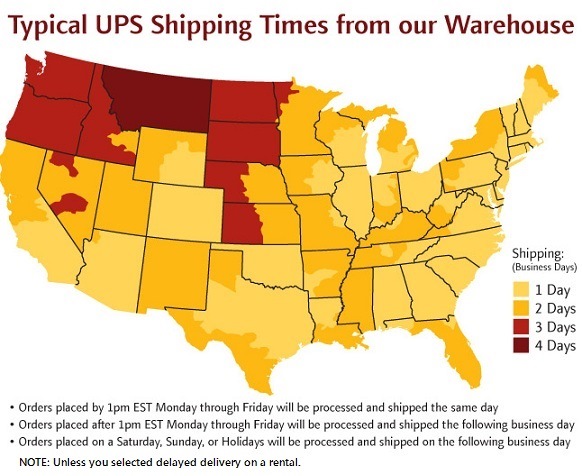 Typical UPS Shipping Times from our Warehouse
Shipping:
(Business Days)
1 Day
2 Days
3 Days
4 Days
• Orders placed by 1pm EST Monday through Friday will be processed and shipped the same day
• Orders placed after 1pm EST Monday through Friday will be processed and shipped the following business day
• Orders placed on a Saturday, Sunday, or Holidays will be processed and shipped on the following business day
NOTE: Unless you selected delayed delivery on a rental.